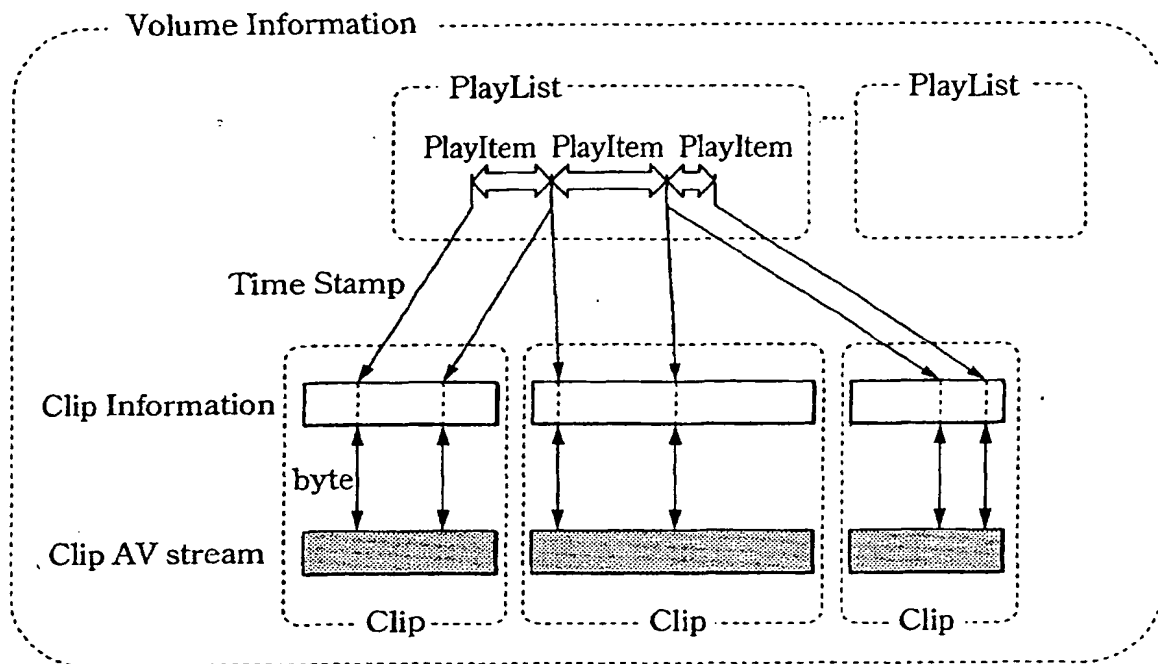 Volume Information
PlayList
PlayList
PlayItem PlayItem PlayItem
Time Stamp
Clip Information
byte
Clip AV stream
Clip
Clip
Clip